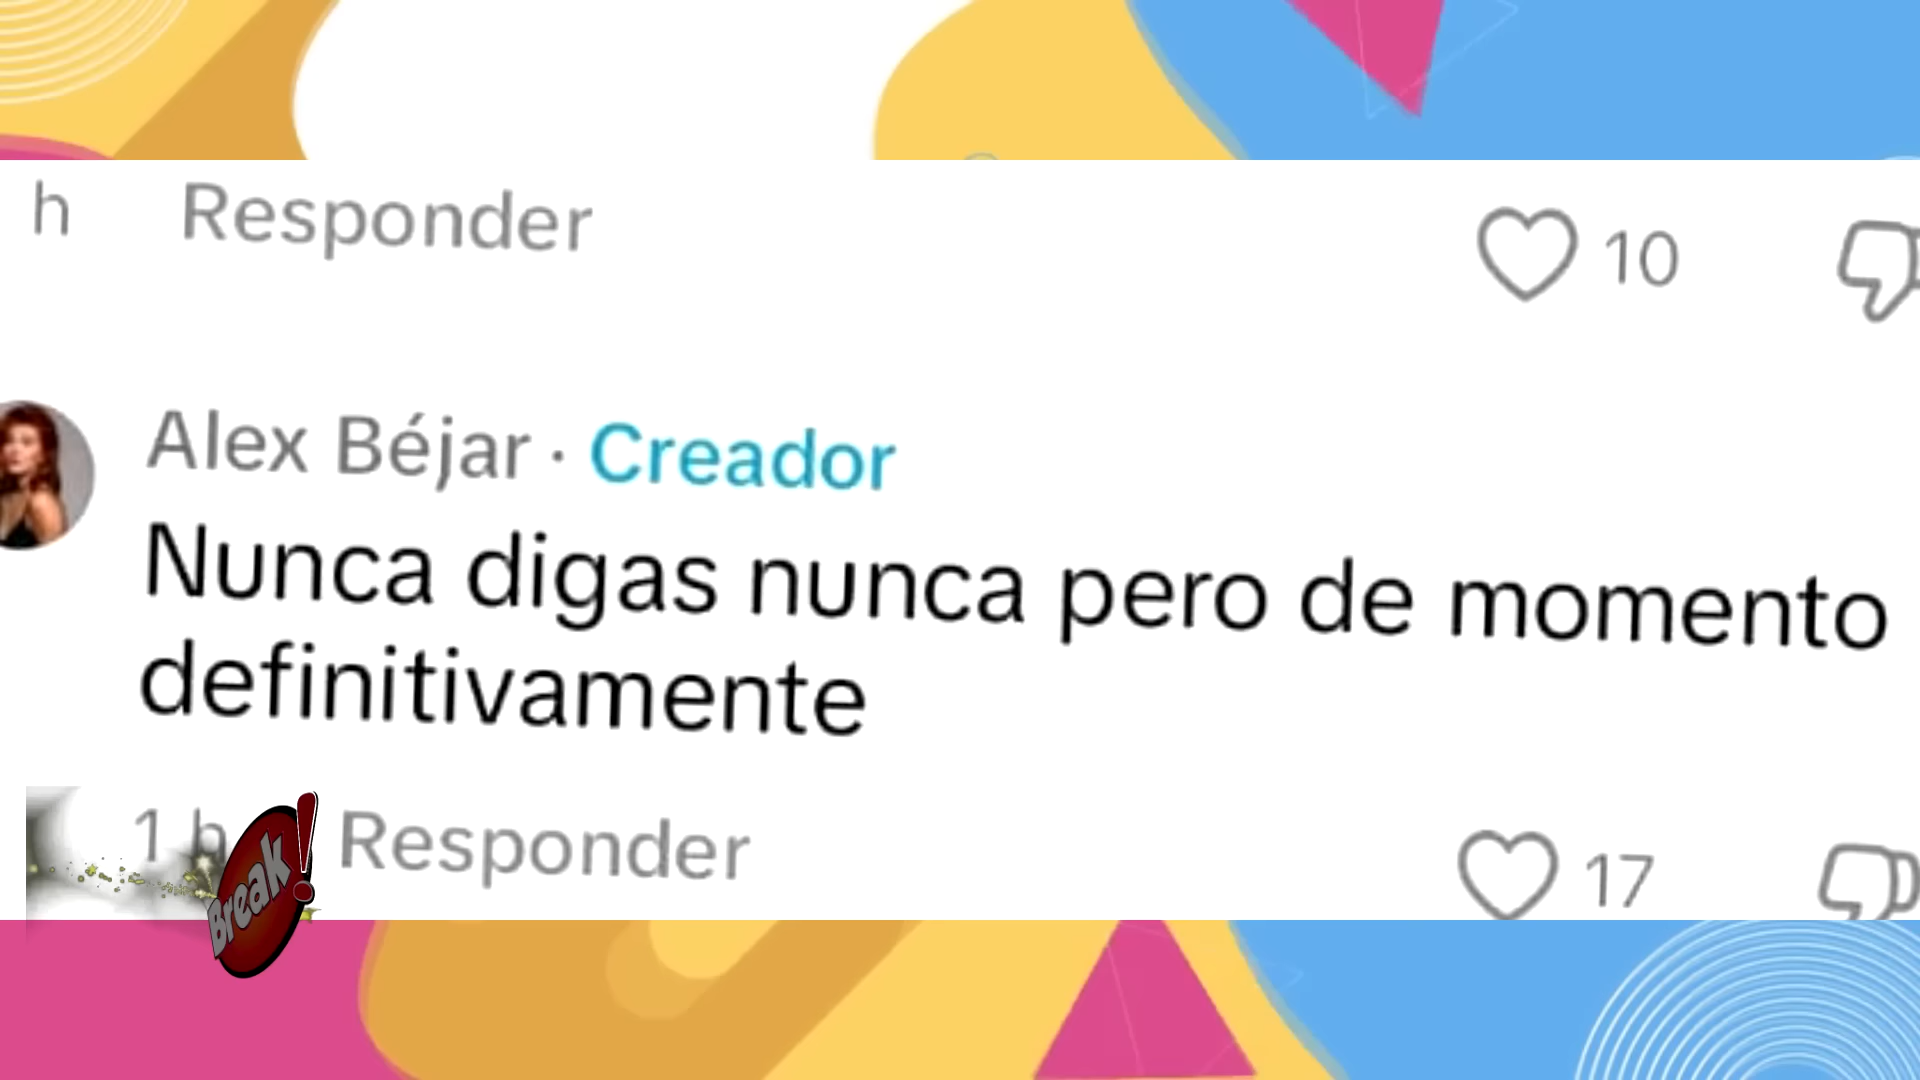 h Responder 10
Alex Béjar · Creador
Nunca digas nunca pero de momento
definitivamente
1 h Responder 17
Break!